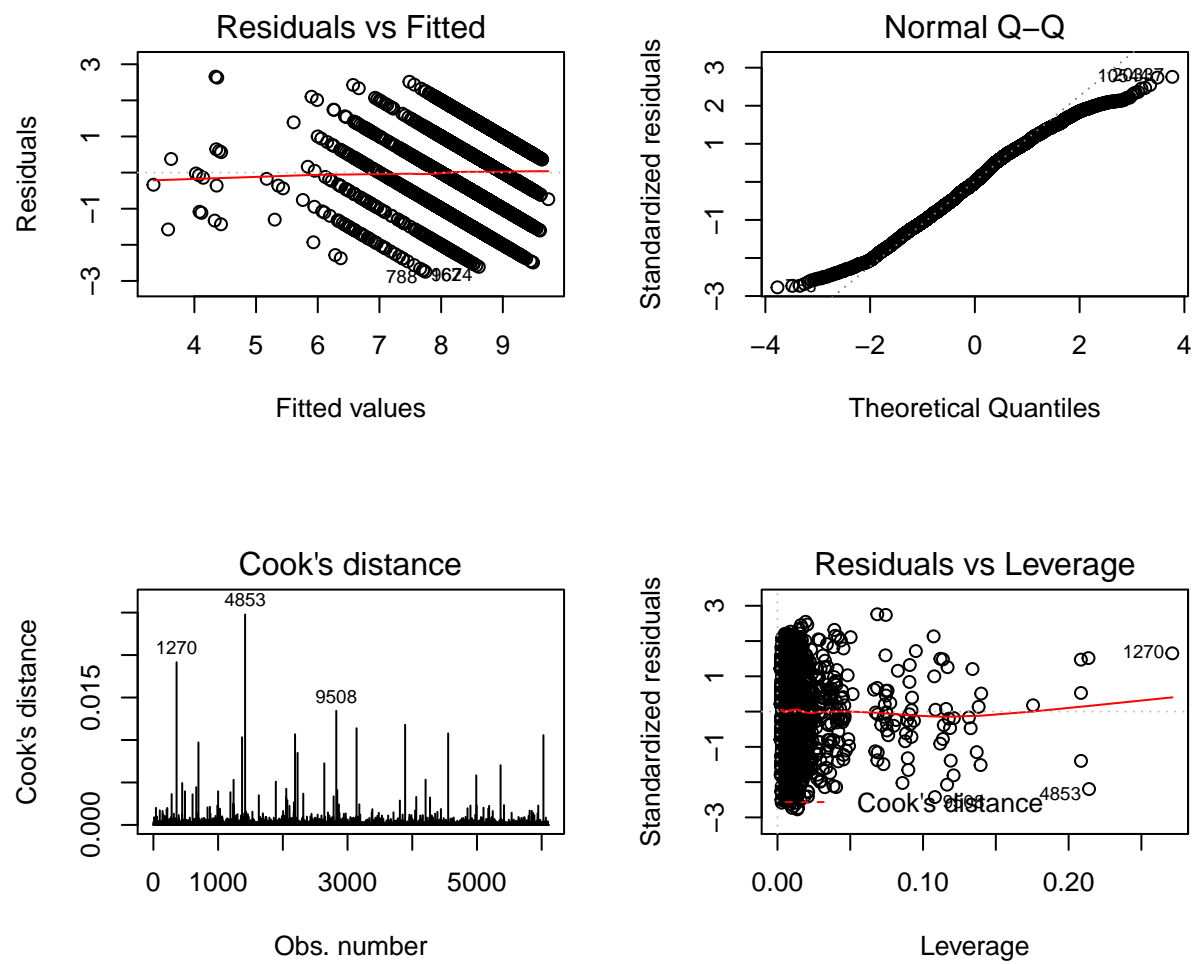 Residuals vs Fitted
Residuals
3
1
−1
−3
788
4 5 6 7 8 9
Fitted values
Normal Q−Q
Standardized residuals
3
2
1
−1
−3
−4 −2 0 2 4
Theoretical Quantiles
Cook's distance
Cook's distance
0.015
0.000
4853
1270
9508
0 1000 3000 5000
Obs. number
Residuals vs Leverage
Standardized residuals
3
1
−1
−3
1270
4853
Cook's distance
0.00 0.10 0.20
Leverage